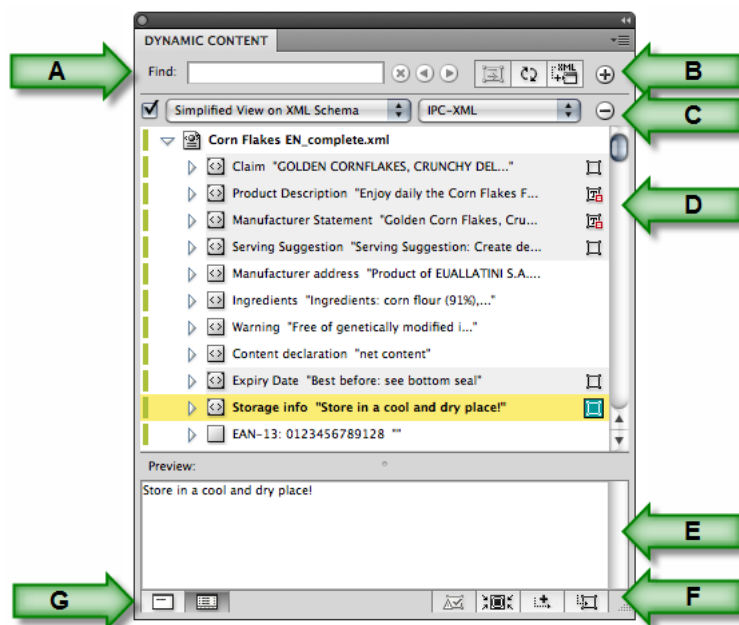 DYNAMIC CONTENT
A
Find:
XML
B
Simplified View on XML Schema IPC-XML
C
Corn Flakes EN_complete.xml
Claim "GOLDEN CORNFLAKES, CRUNCHY DEL..."
Product Description "Enjoy daily the Corn Flakes F...
D
Manufacturer Statement "Golden Corn Flakes, Cru...
Serving Suggestion "Serving Suggestion: Create de...
Manufacturer address "Product of EUALLATINI S.A....
Ingredients "Ingredients: corn flour (91%),..."
Warning "Free of genetically modified i..."
Content declaration "net content"
Expiry Date "Best before: see bottom seal"
Storage info "Store in a cool and dry place!"
EAN-13: 0123456789128 ""
Preview:
Store in a cool and dry place!
E
F
G